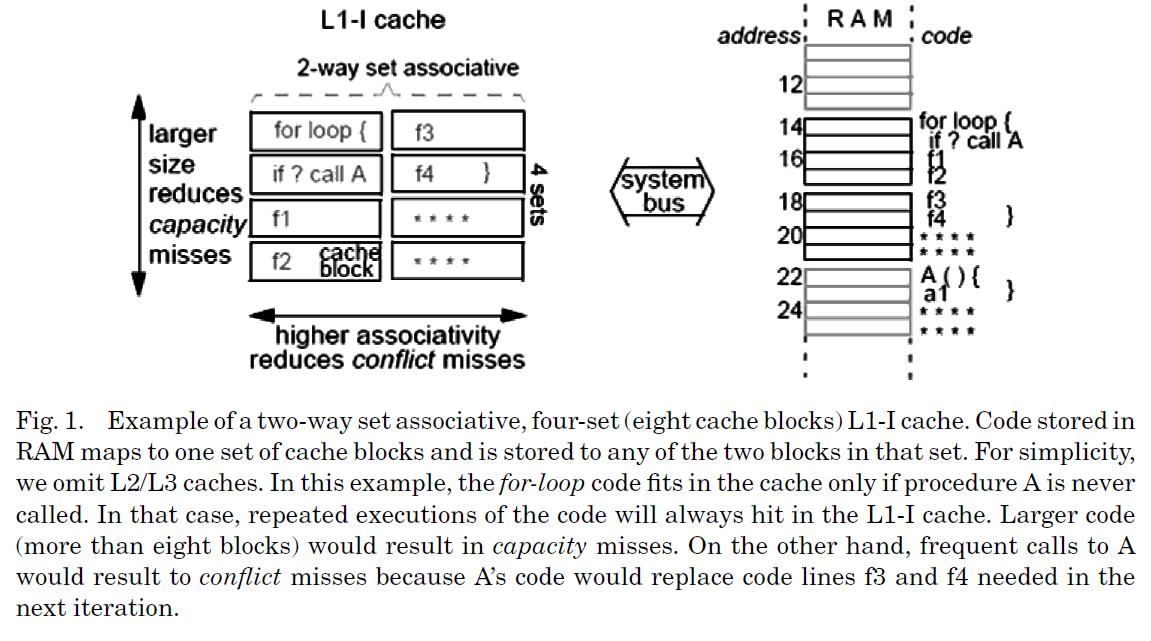 L1-I cache
2-way set associative
larger
size
reduces
capacity
misses
for loop { f3
if ? call A f4 }
f1 * * * *
f2 cache block * * * *
4 sets
higher associativity
reduces conflict misses
system
bus
RAM
address: code
12
14 for loop {
if ? call A
16 f1
f2
18 f3
f4 }
20 * * * *
* * * *
22 A ( ) {
a1 }
24 * * * *
* * * *
Fig. 1. Example of a two-way set associative, four-set (eight cache blocks) L1-I cache. Code stored in
RAM maps to one set of cache blocks and is stored to any of the two blocks in that set. For simplicity,
we omit L2/L3 caches. In this example, the for-loop code fits in the cache only if procedure A is never
called. In that case, repeated executions of the code will always hit in the L1-I cache. Larger code
(more than eight blocks) would result in capacity misses. On the other hand, frequent calls to A
would result to conflict misses because A's code would replace code lines f3 and f4 needed in the
next iteration.